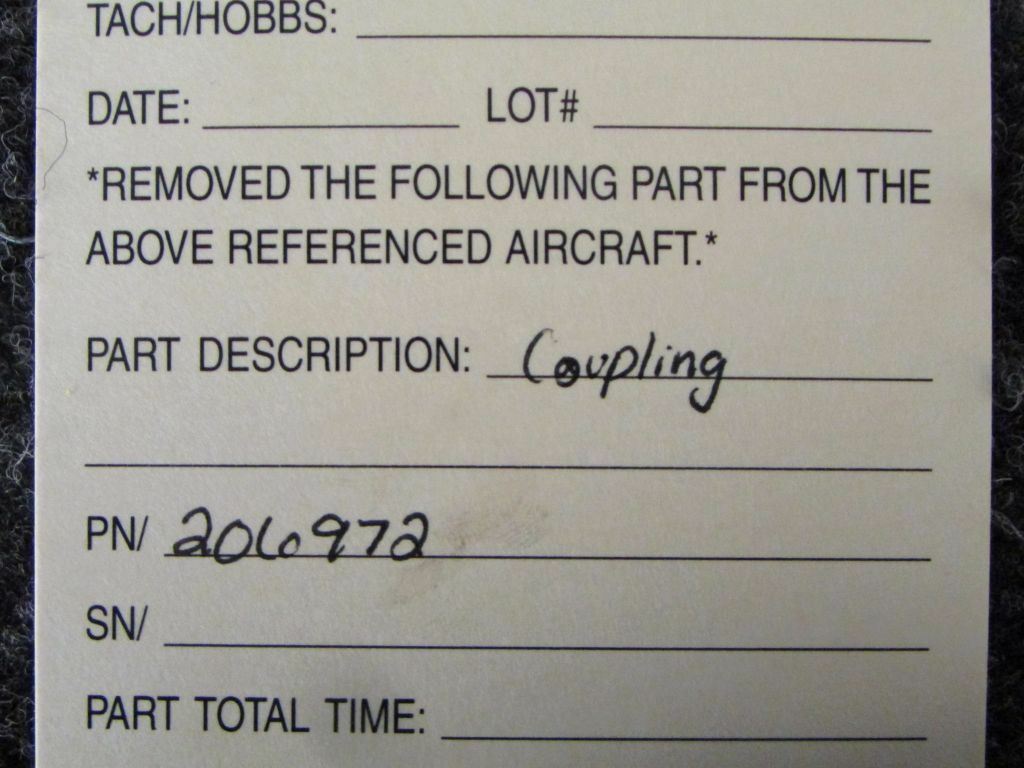 TACH/HOBBS:
DATE: LOT#
*REMOVED THE FOLLOWING PART FROM THE
ABOVE REFERENCED AIRCRAFT.*
PART DESCRIPTION: Coupling
PN/ 206972
SN/
PART TOTAL TIME: